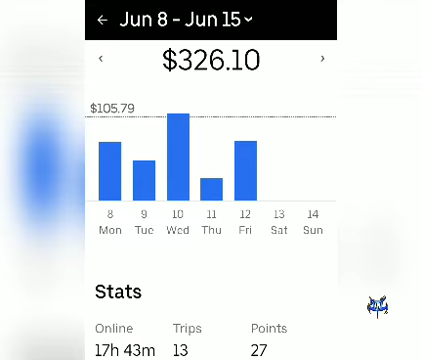 ← Jun 8 - Jun 15
‹ $326.10 ›
$105.79
8 9 10 11 12 13 14
Mon Tue Wed Thu Fri Sat Sun
Stats
Online Trips Points
17h 43m 13 27